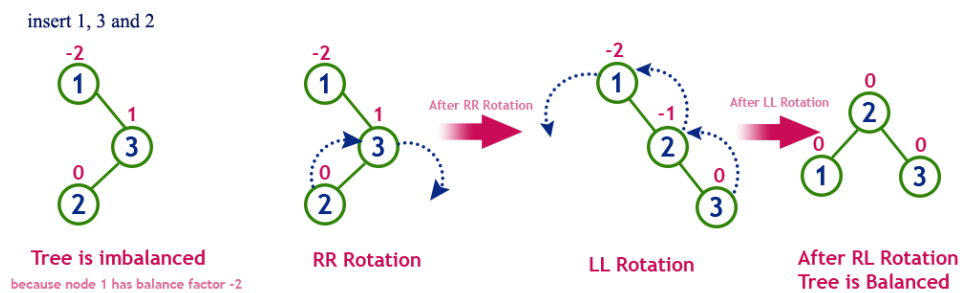 insert 1, 3 and 2
-2
1
1
3
0
2
Tree is imbalanced
because node 1 has balance factor -2
-2
1
1
3
0
2
RR Rotation
After RR Rotation
-2
1
-1
2
0
3
LL Rotation
After LL Rotation
0
2
0
1
0
3
After RL Rotation
Tree is Balanced